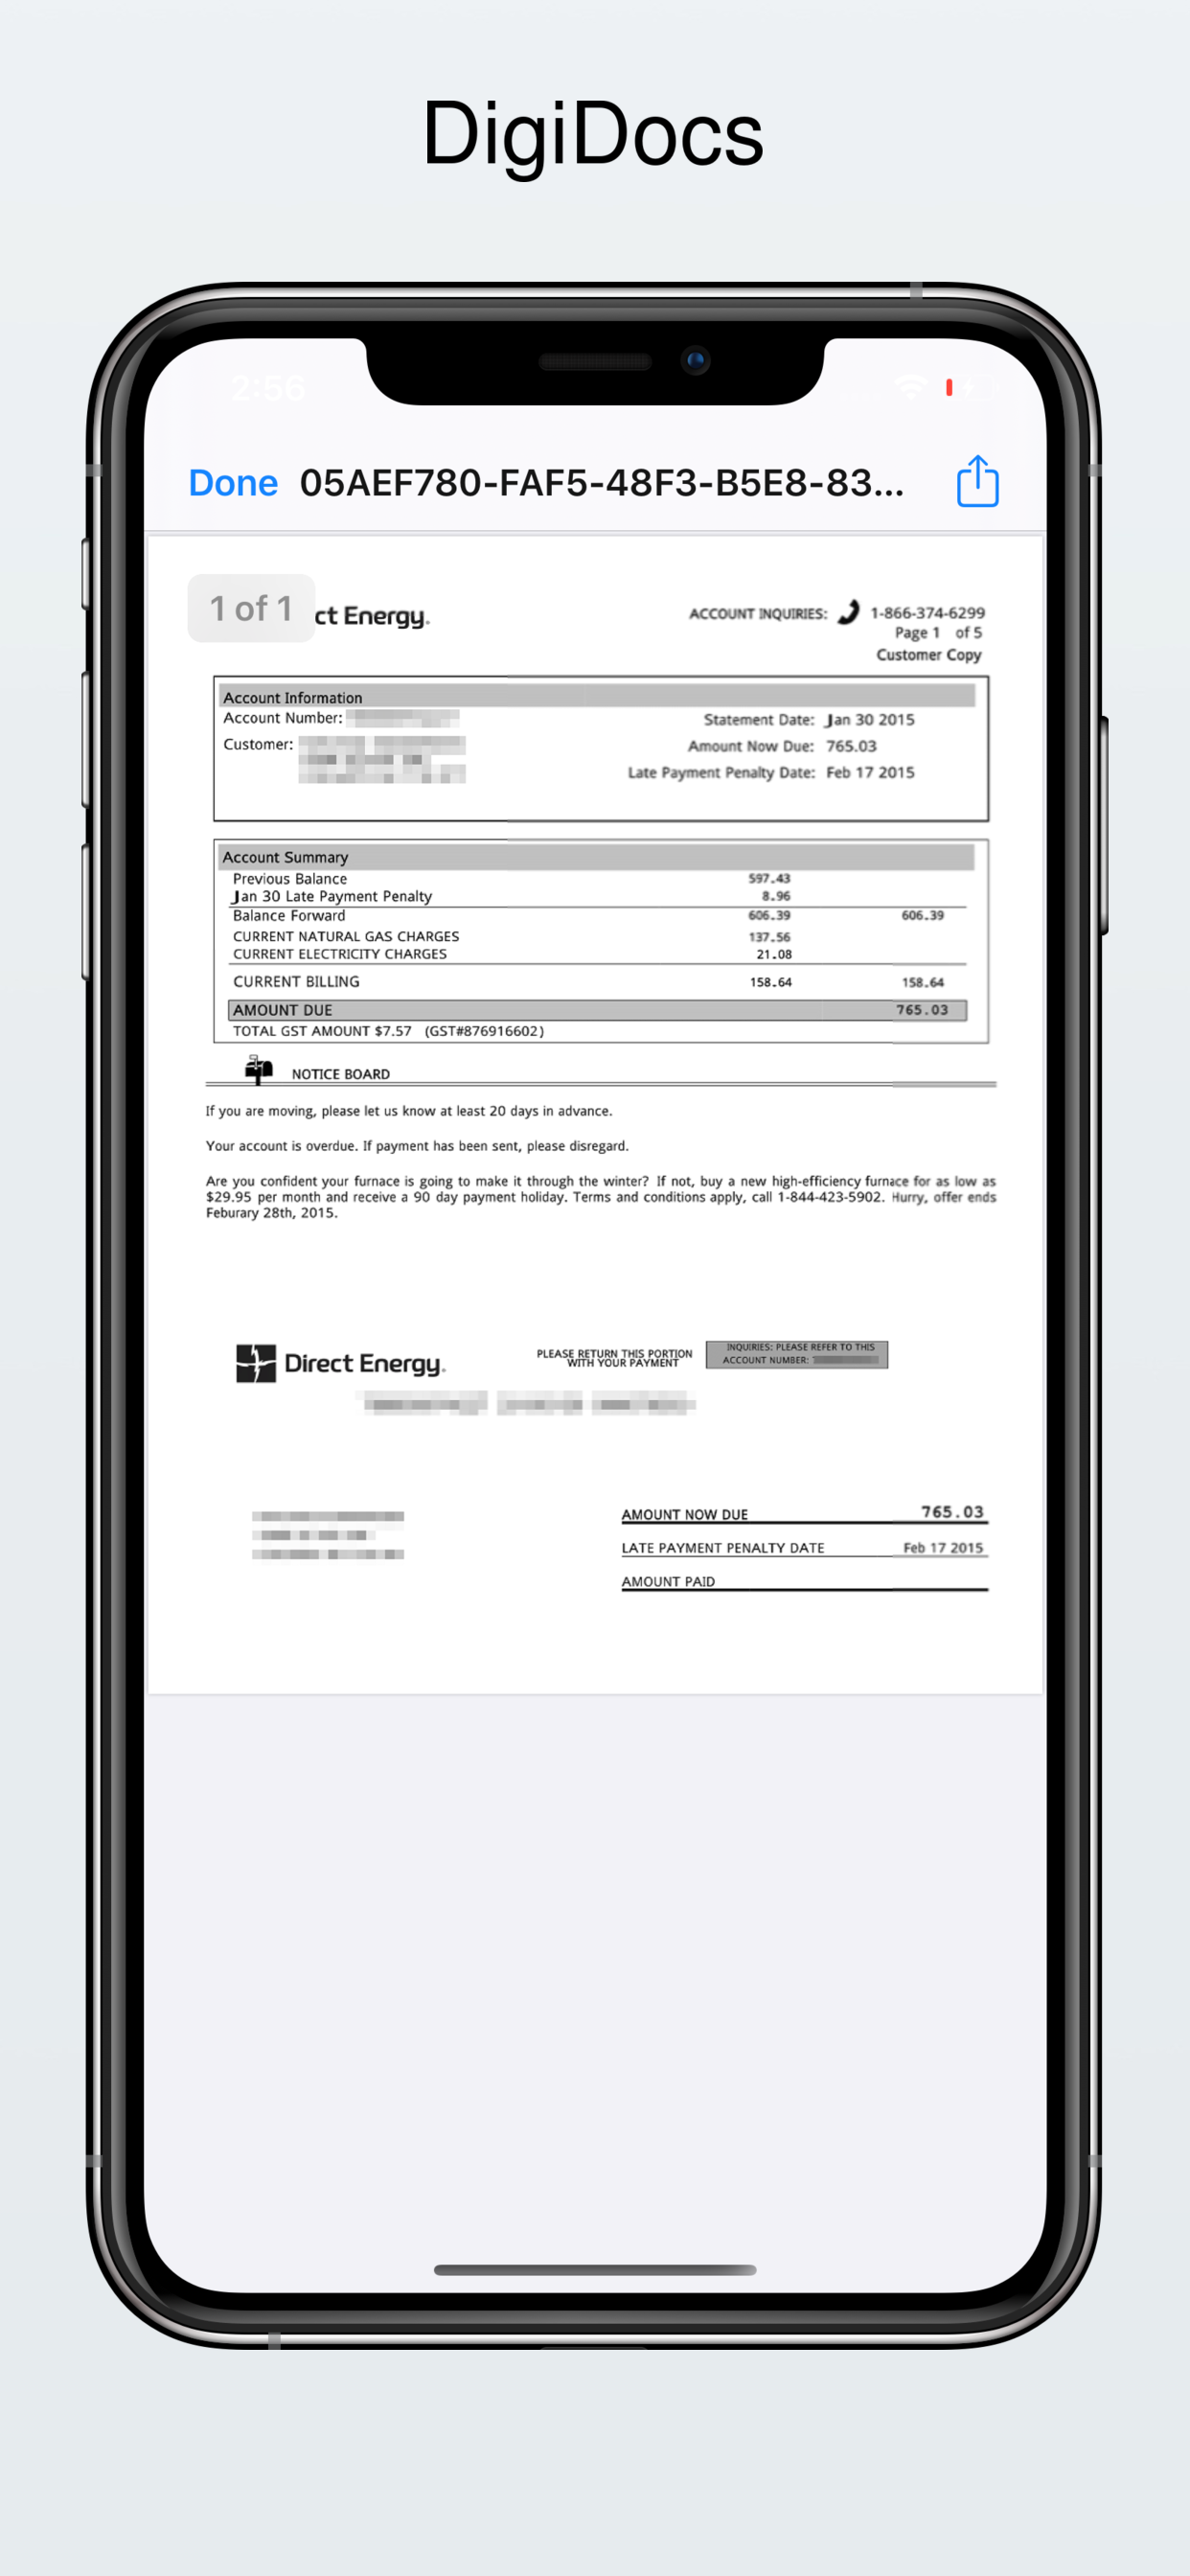 DigiDocs
2:56
Done 05AEF780-FAF5-48F3-B5E8-83...
1 of 1
ct Energy.
ACCOUNT INQUIRIES: 1-866-374-6299
Page 1 of 5
Customer Copy
Account Information
Account Number:
Customer:
Statement Date: Jan 30 2015
Amount Now Due: 765.03
Late Payment Penalty Date: Feb 17 2015
Account Summary
Previous Balance 597.43
Jan 30 Late Payment Penalty 8.96
Balance Forward 606.39 606.39
CURRENT NATURAL GAS CHARGES 137.56
CURRENT ELECTRICITY CHARGES 21.08
CURRENT BILLING 158.64 158.64
AMOUNT DUE 765.03
TOTAL GST AMOUNT $7.57 (GST#876916602)
NOTICE BOARD
If you are moving, please let us know at least 20 days in advance.
Your account is overdue. If payment has been sent, please disregard.
Are you confident your furnace is going to make it through the winter? If not, buy a new high-efficiency furnace for as low as
$29.95 per month and receive a 90 day payment holiday. Terms and conditions apply, call 1-844-423-5902. Hurry, offer ends
Feburary 28th, 2015.
Direct Energy.
PLEASE RETURN THIS PORTION
WITH YOUR PAYMENT
INQUIRIES: PLEASE REFER TO THIS
ACCOUNT NUMBER:
AMOUNT NOW DUE 765.03
LATE PAYMENT PENALTY DATE Feb 17 2015
AMOUNT PAID